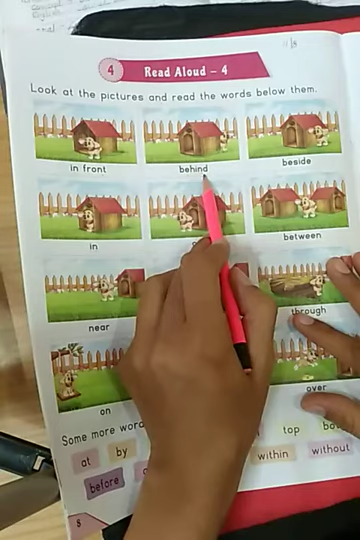 4 Read Aloud - 4
Look at the pictures and read the words below them.
in front behind beside
in between
near through
on over
Some more top
at by within without
before
8